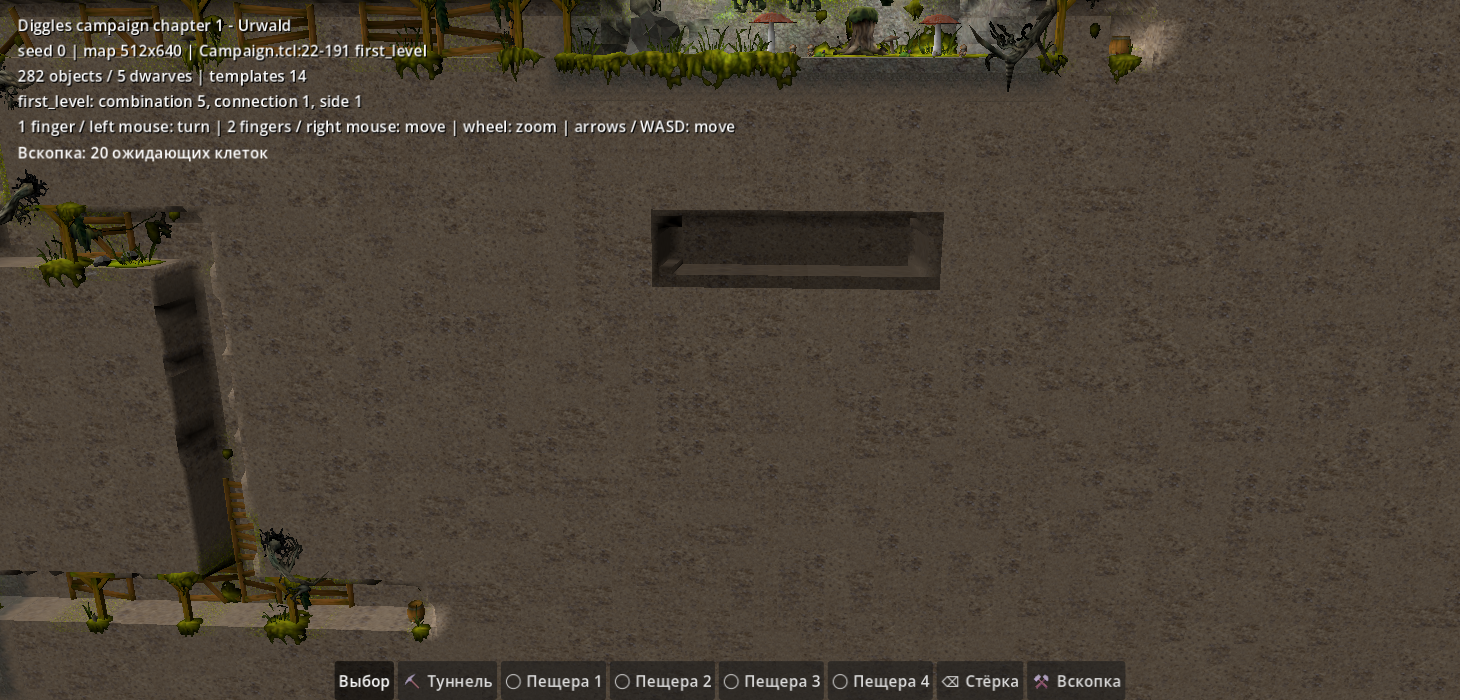 Diggles campaign chapter 1 - Urwald
seed 0 | map 512x640 | Campaign.tcl:22-191 first_level
282 objects / 5 dwarves | templates 14
first_level: combination 5, connection 1, side 1
1 finger / left mouse: turn | 2 fingers / right mouse: move | wheel: zoom | arrows / WASD: move
Вскопка: 20 ожидающих клеток
Выбор
Туннель
Пещера 1
Пещера 2
Пещера 3
Пещера 4
Стёрка
Вскопка